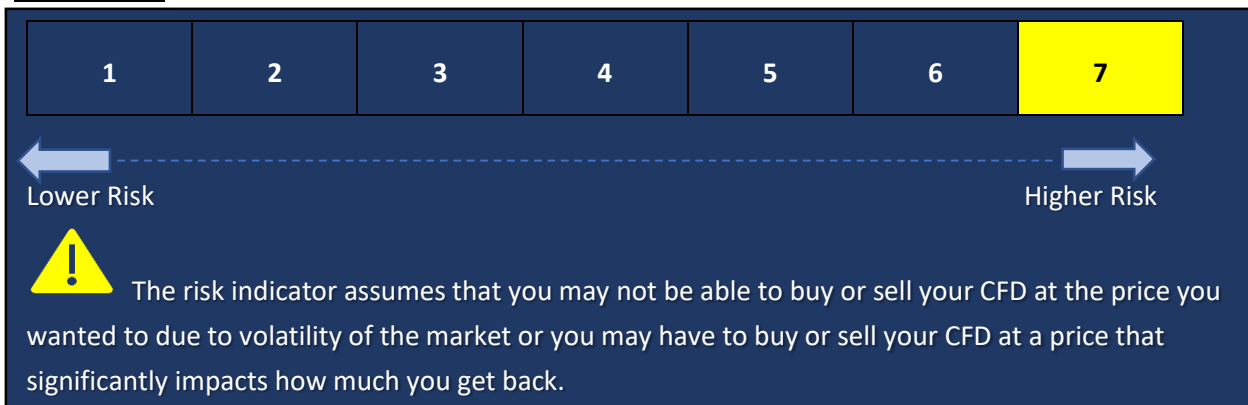 1 2 3 4 5 6 7
Lower Risk Higher Risk
! The risk indicator assumes that you may not be able to buy or sell your CFD at the price you
wanted to due to volatility of the market or you may have to buy or sell your CFD at a price that
significantly impacts how much you get back.